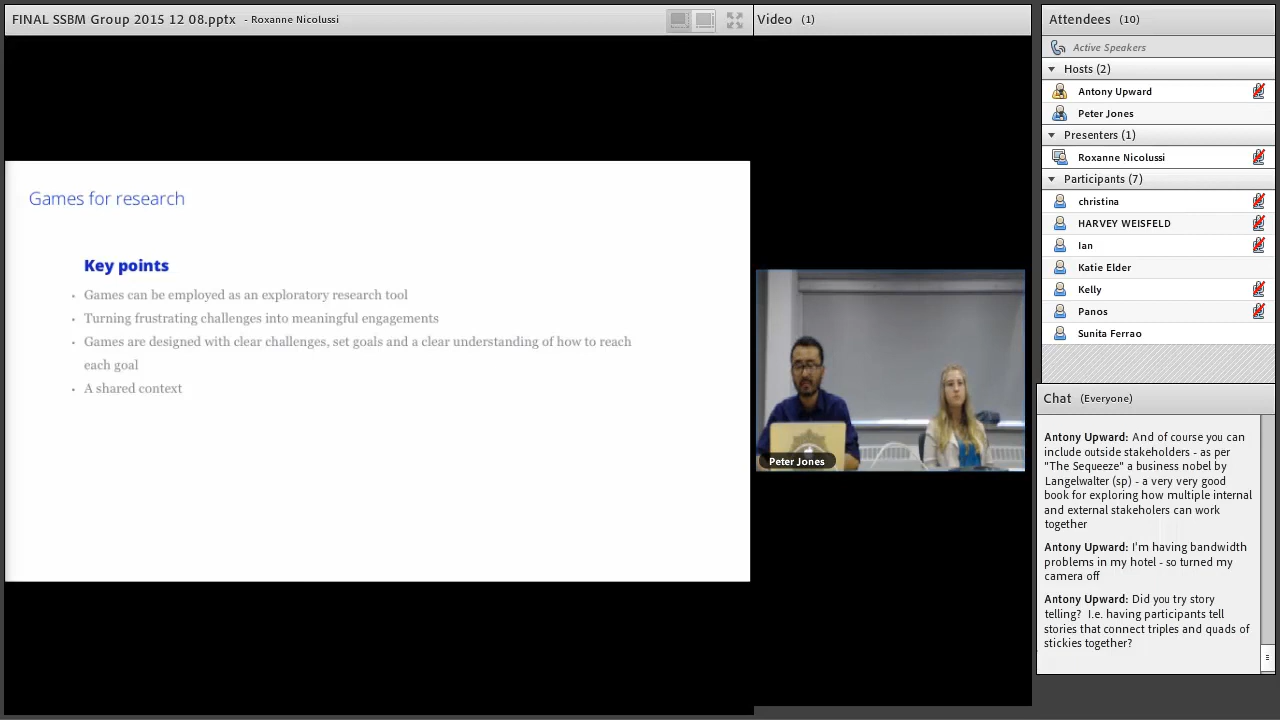 FINAL SSBM Group 2015 12 08.pptx - Roxanne Nicolussi
Games for research
Key points
• Games can be employed as an exploratory research tool
• Turning frustrating challenges into meaningful engagements
• Games are designed with clear challenges, set goals and a clear understanding of how to reach
each goal
• A shared context
Video (1)
Peter Jones
Attendees (10)
Active Speakers
Hosts (2)
Antony Upward
Peter Jones
Presenters (1)
Roxanne Nicolussi
Participants (7)
christina
HARVEY WEISFELD
Ian
Katie Elder
Kelly
Panos
Sunita Ferrao
Chat (Everyone)
Antony Upward: And of course you can
include outside stakeholders - as per
"The Sequeeze" a business nobel by
Langelwalter (sp) - a very very good
book for exploring how multiple internal
and external stakeholers can work
together
Antony Upward: I'm having bandwidth
problems in my hotel - so turned my
camera off
Antony Upward: Did you try story
telling? I.e. having participants tell
stories that connect triples and quads of
stickies together?